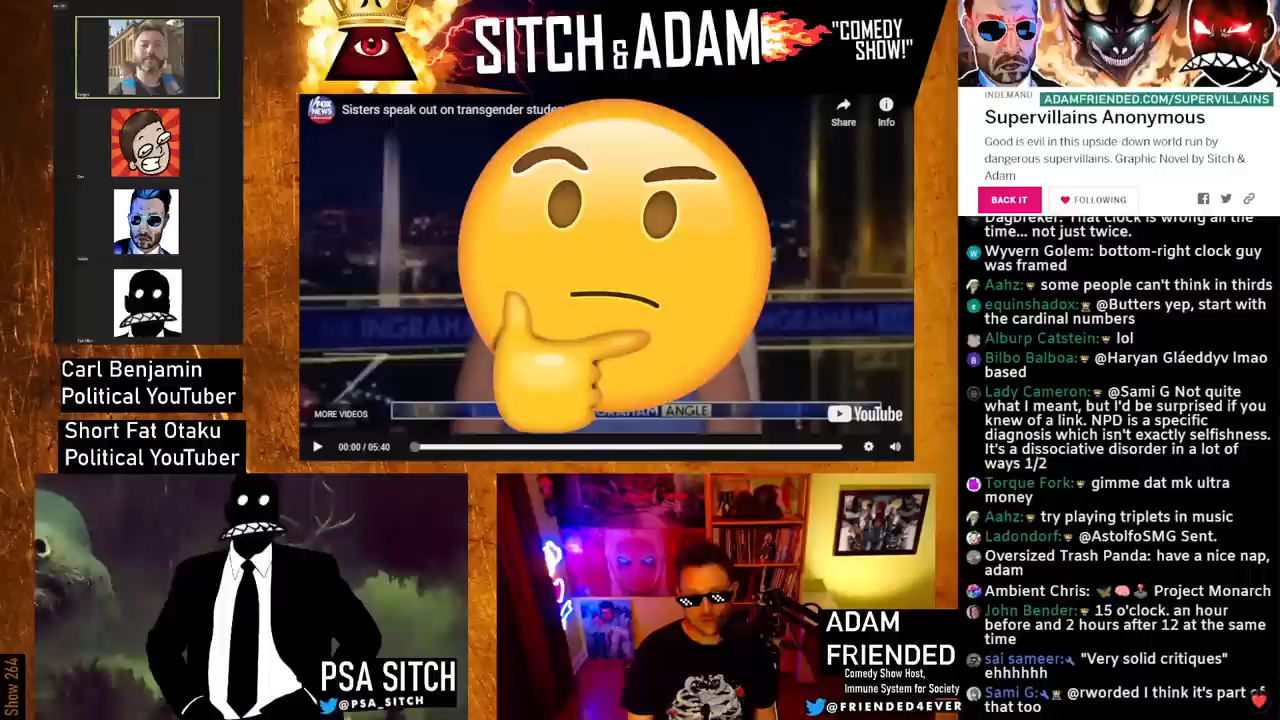 Carl Benjamin
Political YouTuber
Short Fat Otaku
Political YouTuber
SITCH & ADAM
"COMEDY
SHOW!"
FOX
NEWS
Sisters speak out on transgender stude
Share
Info
INGRAHA
MORE VIDEOS
ANGLE
YouTube
00:00 / 05:40
PSA SITCH
@PSA_SITCH
ADAM
FRIENDED
Comedy Show Host,
Immune System for Society
@FRIENDED4EVER
Show 264
INDLMANU
ADAMFRIENDED.COM/SUPERVILLAINS
Supervillains Anonymous
Good is evil in this upside-down world run by
dangerous supervillains. Graphic Novel by Sitch &
Adam
BACK IT
FOLLOWING
Dagbreker: That clock is wrong all the
time... not just twice.
Wyvern Golem: bottom-right clock guy
was framed
Aahz: some people can't think in thirds
equinshadox: @Butters yep, start with
the cardinal numbers
Alburp Catstein: lol
Bilbo Balboa: @Haryan Gláeddyv lmao
based
Lady Cameron: @Sami G Not quite
what I meant, but I'd be surprised if you
knew of a link. NPD is a specific
diagnosis which isn't exactly selfishness.
It's a dissociative disorder in a lot of
ways 1/2
Torque Fork: gimme dat mk ultra
money
Aahz: try playing triplets in music
Ladondorf: @AstolfoSMG Sent.
Oversized Trash Panda: have a nice nap,
adam
Ambient Chris: 🌿🧠🕹 Project Monarch
John Bender: 15 o'clock. an hour
before and 2 hours after 12 at the same
time
sai sameer: "Very solid critiques"
ehhhhhh
Sami G: @rworded I think it's part of
that too